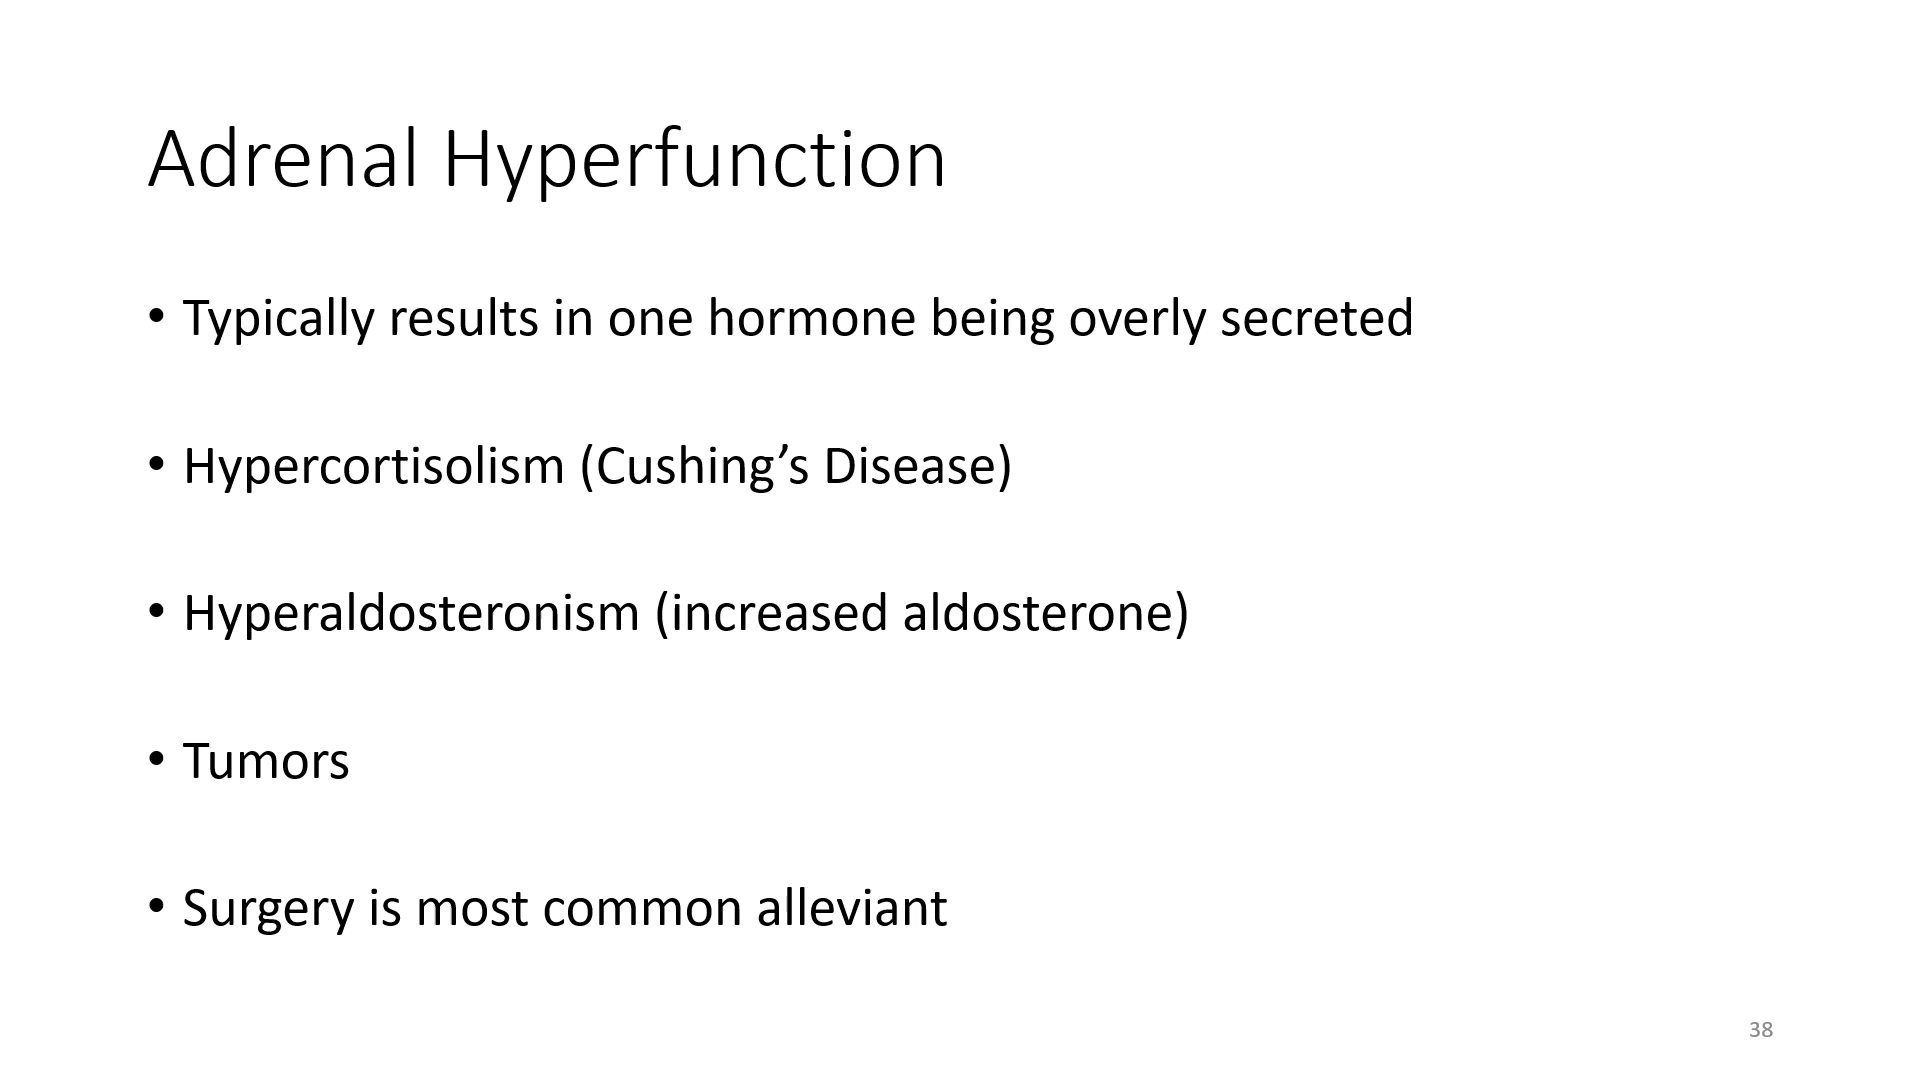 Adrenal Hyperfunction
• Typically results in one hormone being overly secreted
• Hypercortisolism (Cushing’s Disease)
• Hyperaldosteronism (increased aldosterone)
• Tumors
• Surgery is most common alleviant
38